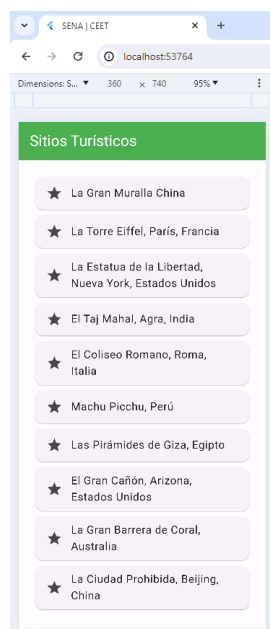 SENA | CEET
localhost:53764
Dimensions: S... 360 x 740 95%
Sitios Turísticos
La Gran Muralla China
La Torre Eiffel, París, Francia
La Estatua de la Libertad,
Nueva York, Estados Unidos
El Taj Mahal, Agra, India
El Coliseo Romano, Roma,
Italia
Machu Picchu, Perú
Las Pirámides de Giza, Egipto
El Gran Cañón, Arizona,
Estados Unidos
La Gran Barrera de Coral,
Australia
La Ciudad Prohibida, Beijing,
China